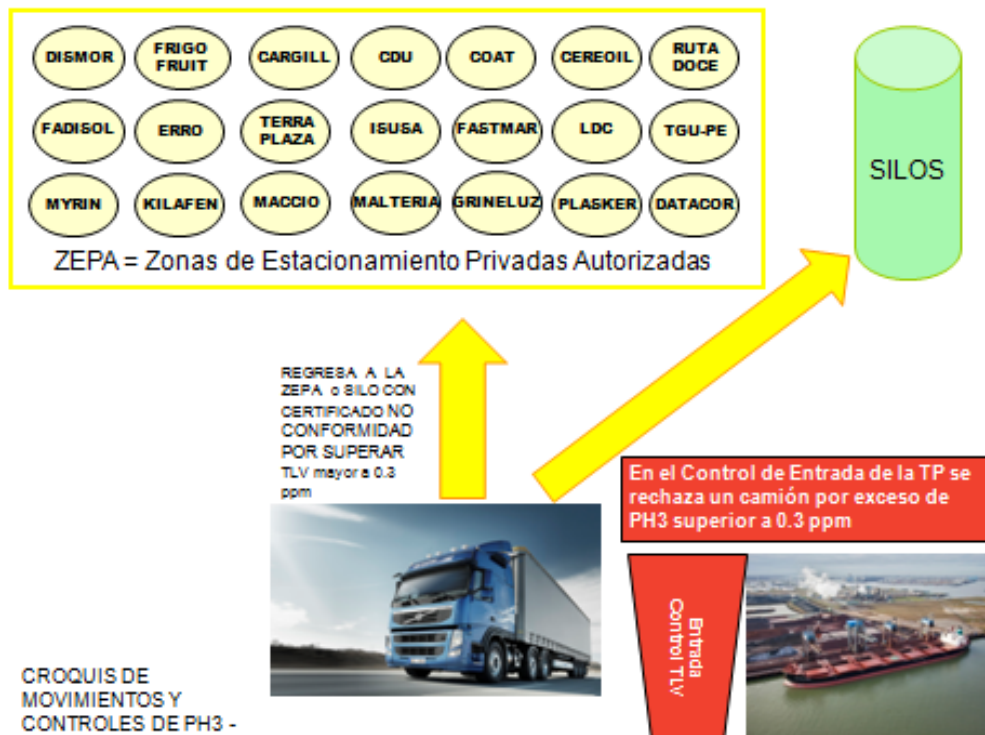 DISMOR
FRIGO
FRUIT
CARGILL
CDU
COAT
CEREOIL
RUTA
DOCE
FADISOL
ERRO
TERRA
PLAZA
ISUSA
FASTMAR
LDC
TGU-PE
MYRIN
KILAFEN
MACCIO
MALTERIA
GRINELUZ
PLASKER
DATACOR
ZEPA = Zonas de Estacionamiento Privadas Autorizadas
SILOS
REGRESA A LA
ZEPA o SILO CON
CERTIFICADO NO
CONFORMIDAD
POR SUPERAR
TLV mayor a 0.3
ppm
En el Control de Entrada de la TP se
rechaza un camión por exceso de
PH3 superior a 0.3 ppm
Entrada
Control TLV
CROQUIS DE
MOVIMIENTOS Y
CONTROLES DE PH3 -